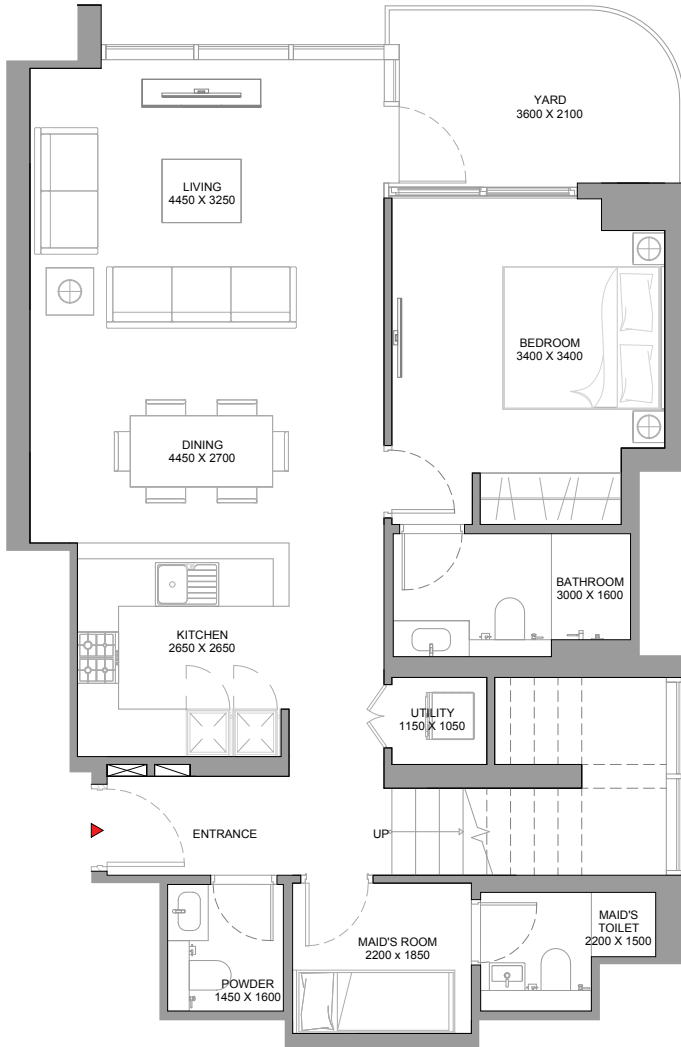 YARD
3600 X 2100
LIVING
4450 X 3250
BEDROOM
3400 X 3400
DINING
4450 X 2700
BATHROOM
3000 X 1600
KITCHEN
2650 X 2650
UTILITY
1150 X 1050
ENTRANCE
UP
MAID'S ROOM
2200 x 1850
MAID'S
TOILET
2200 X 1500
POWDER
1450 X 1600